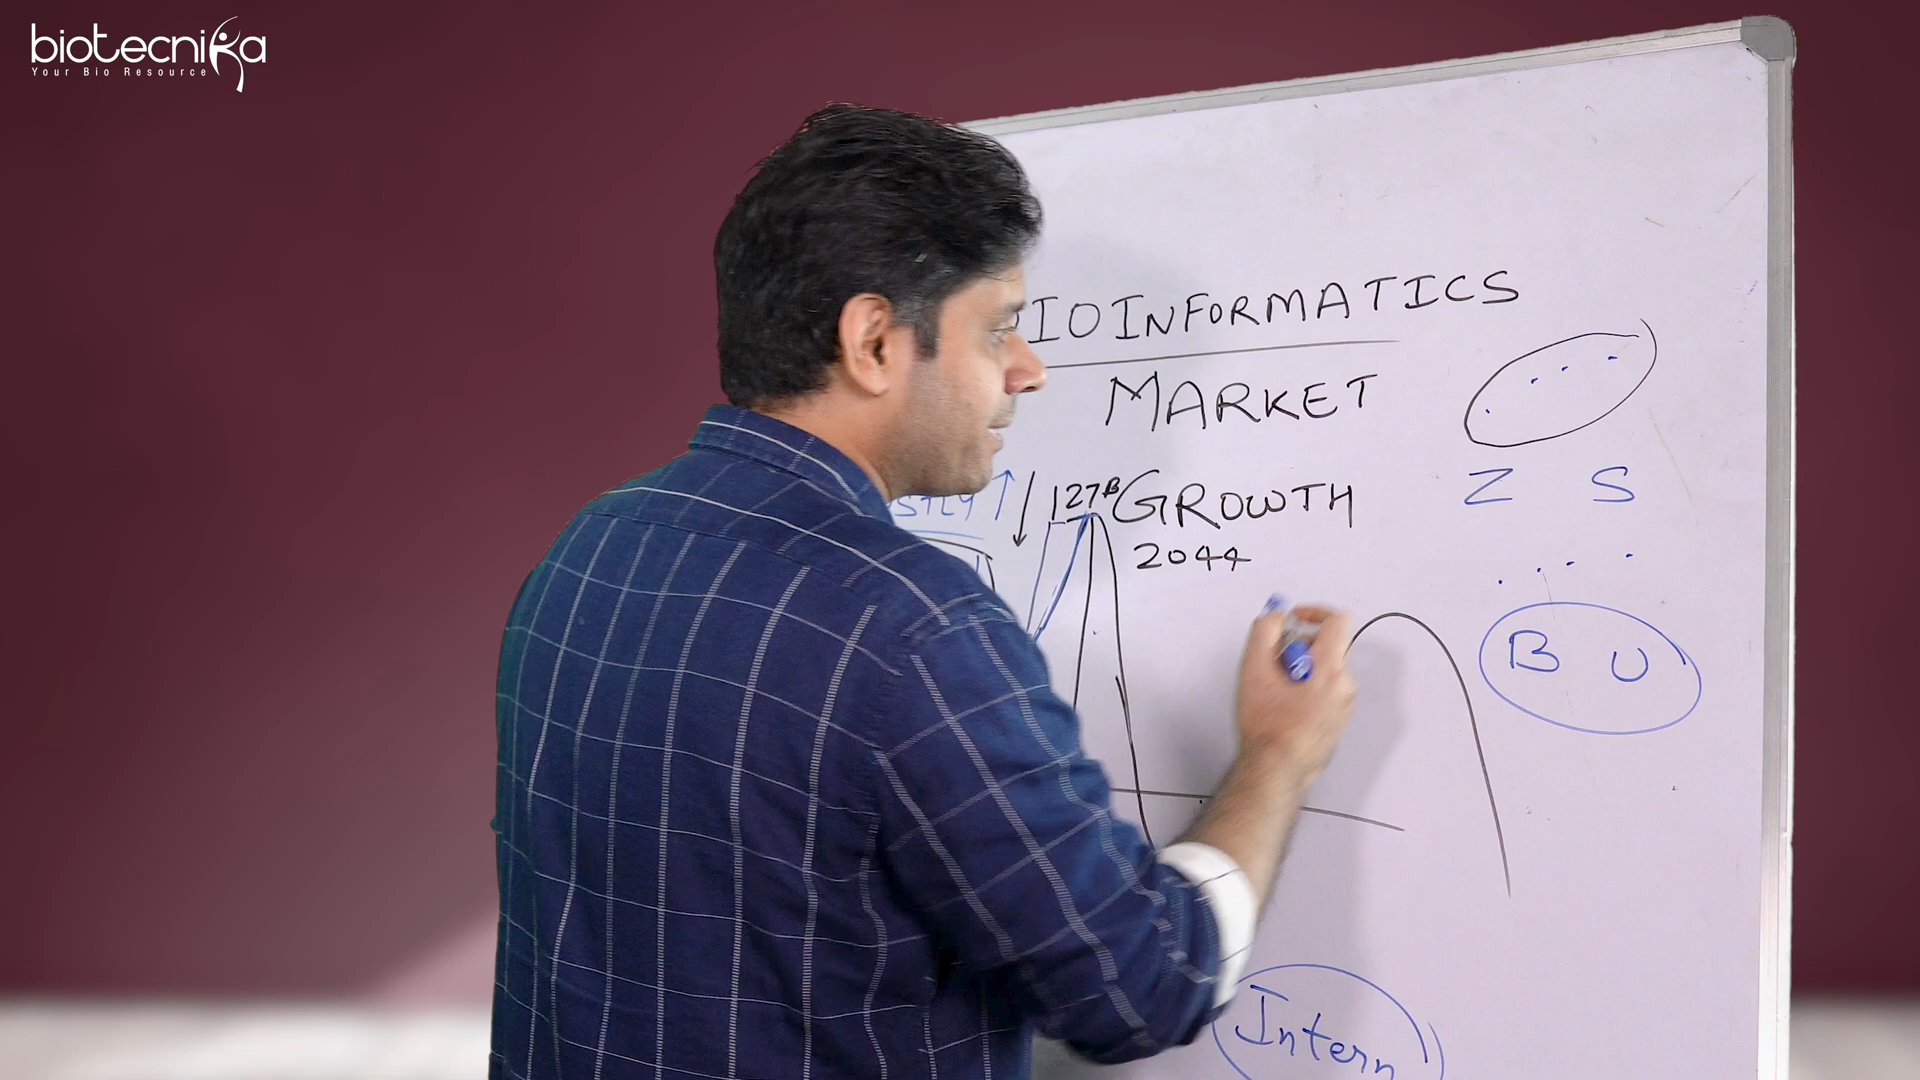 biotecnika
Your Bio Resource
IOINFORMATICS
MARKET
127B GROWTH
2044
Z S
B U
Intern